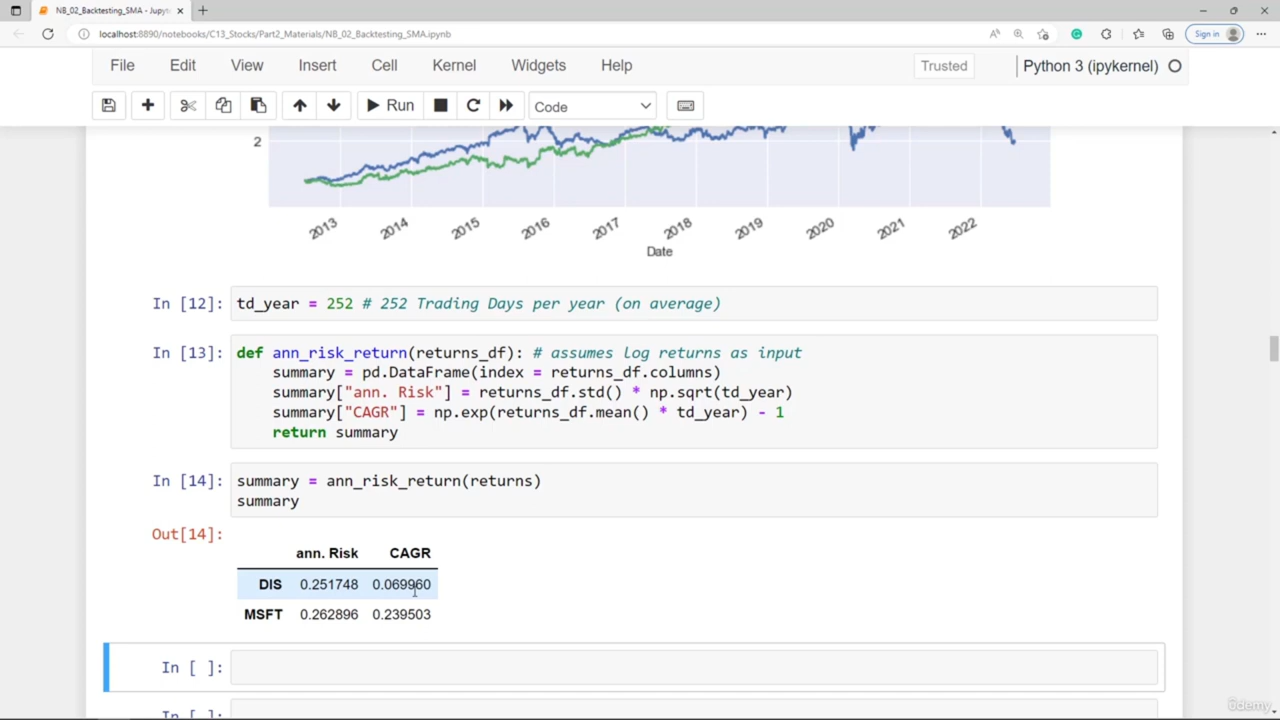 NB_02_Backtesting_SMA - Jupyt
localhost:8890/notebooks/C13_Stocks/Part2_Materials/NB_02_Backtesting_SMA.ipynb
Sign in
File Edit View Insert Cell Kernel Widgets Help
Trusted
Python 3 (ipykernel)
Run
Code
2
2013 2014 2015 2016 2017 2018 2019 2020 2021 2022
Date
In [12]: td_year = 252 # 252 Trading Days per year (on average)
In [13]: def ann_risk_return(returns_df): # assumes log returns as input
summary = pd.DataFrame(index = returns_df.columns)
summary["ann. Risk"] = returns_df.std() * np.sqrt(td_year)
summary["CAGR"] = np.exp(returns_df.mean() * td_year) - 1
return summary
In [14]: summary = ann_risk_return(returns)
summary
Out[14]:
ann. Risk CAGR
DIS 0.251748 0.069960
MSFT 0.262896 0.239503
In [ ]:
In [ ]:
ûdemy